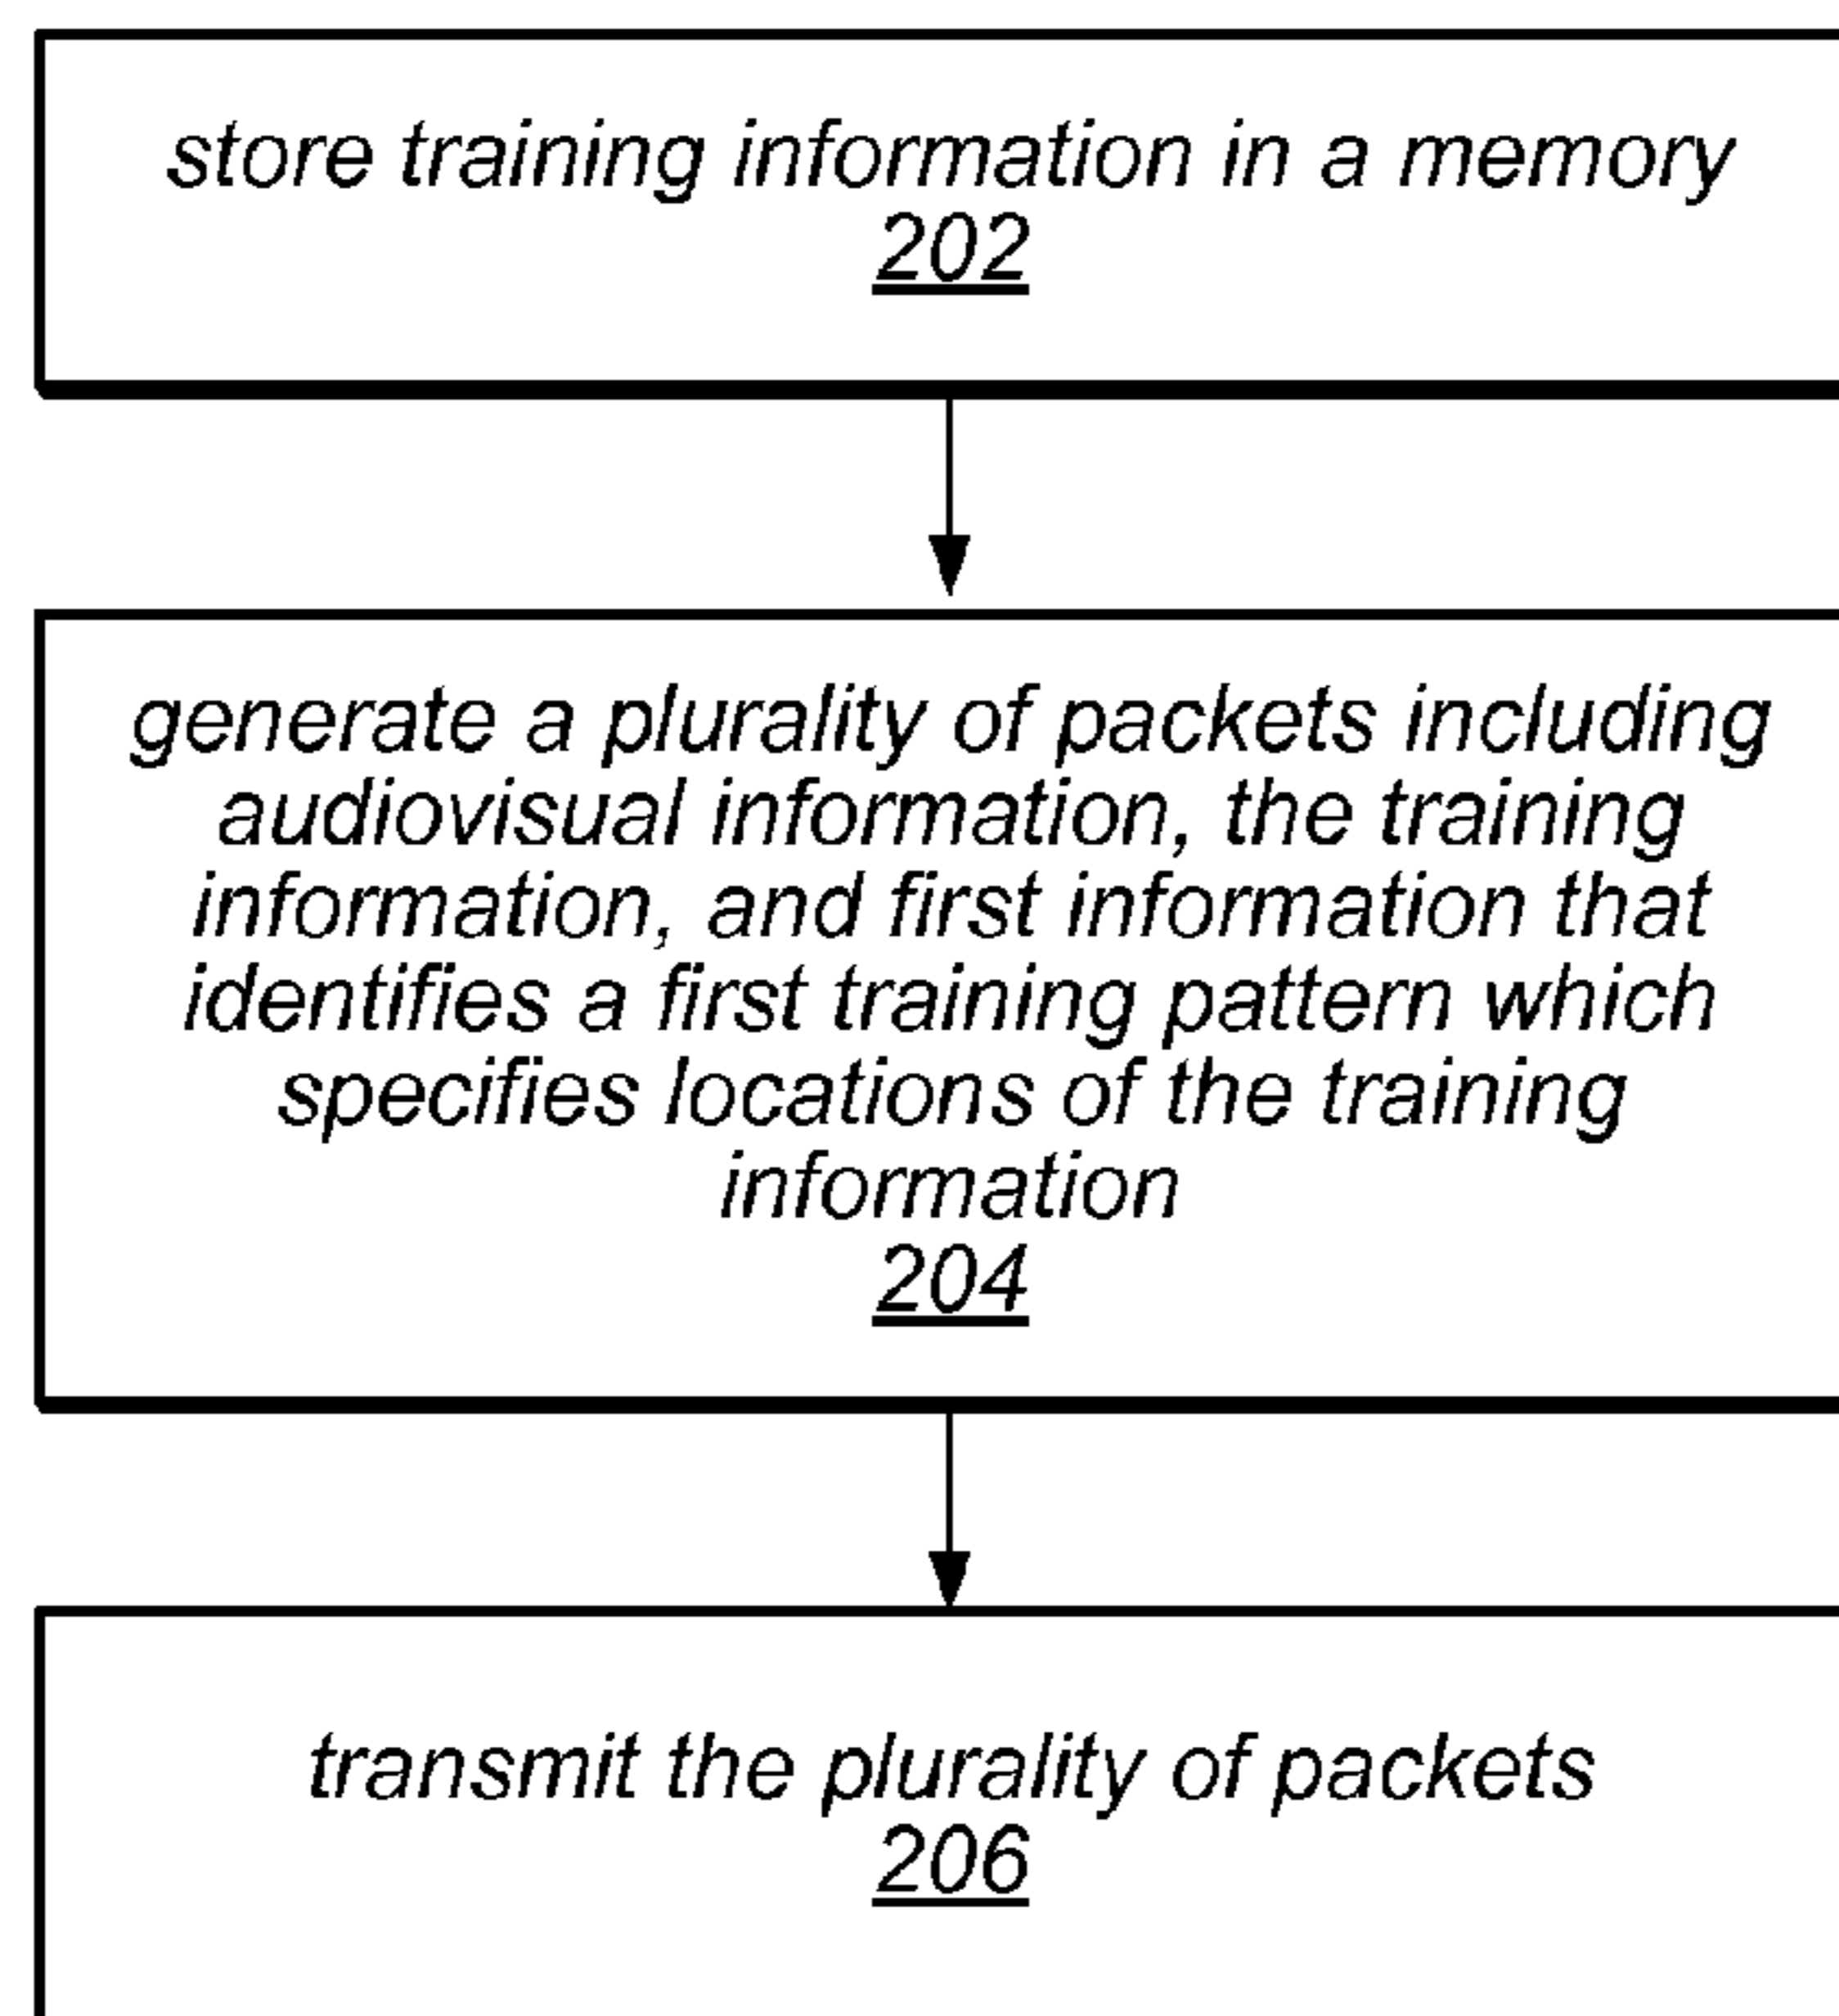 store training information in a memory
202
generate a plurality of packets including
audiovisual information, the training
information, and first information that
identifies a first training pattern which
specifies locations of the training
information
204
transmit the plurality of packets
206